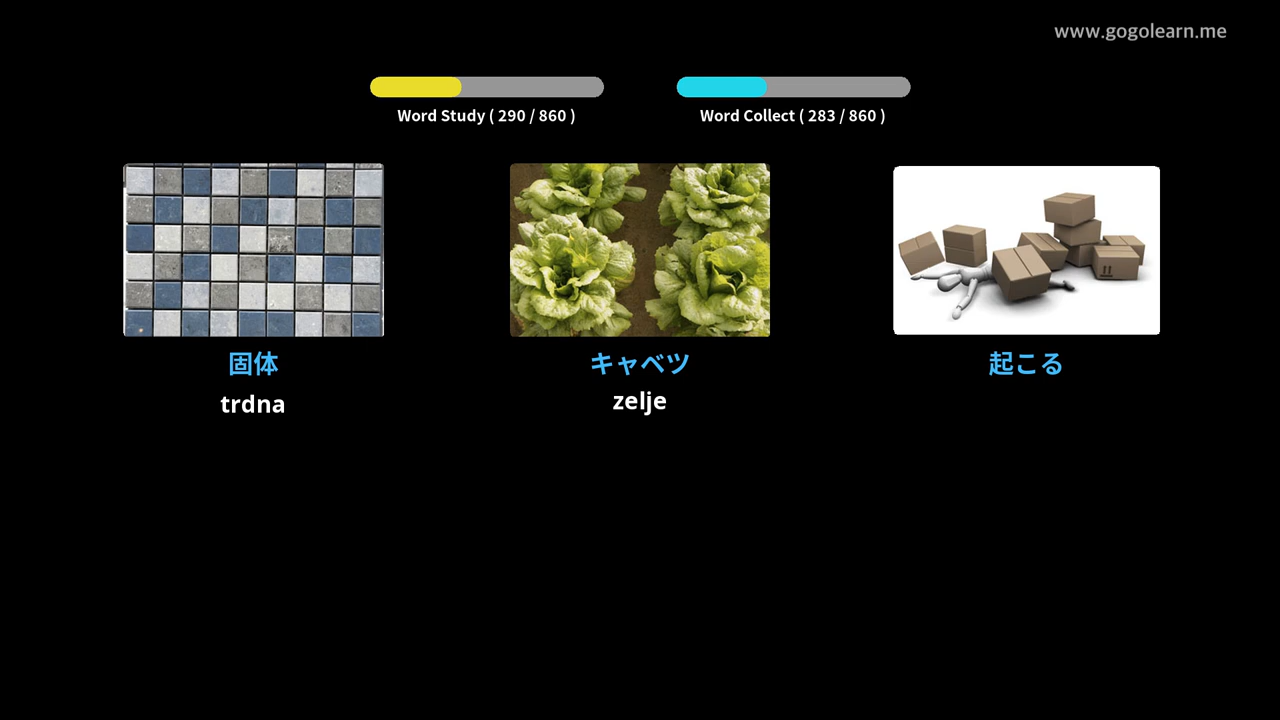 www.gogolearn.me
Word Study ( 290 / 860 )
Word Collect ( 283 / 860 )
固体
trdna
キャベツ
zelje
起こる